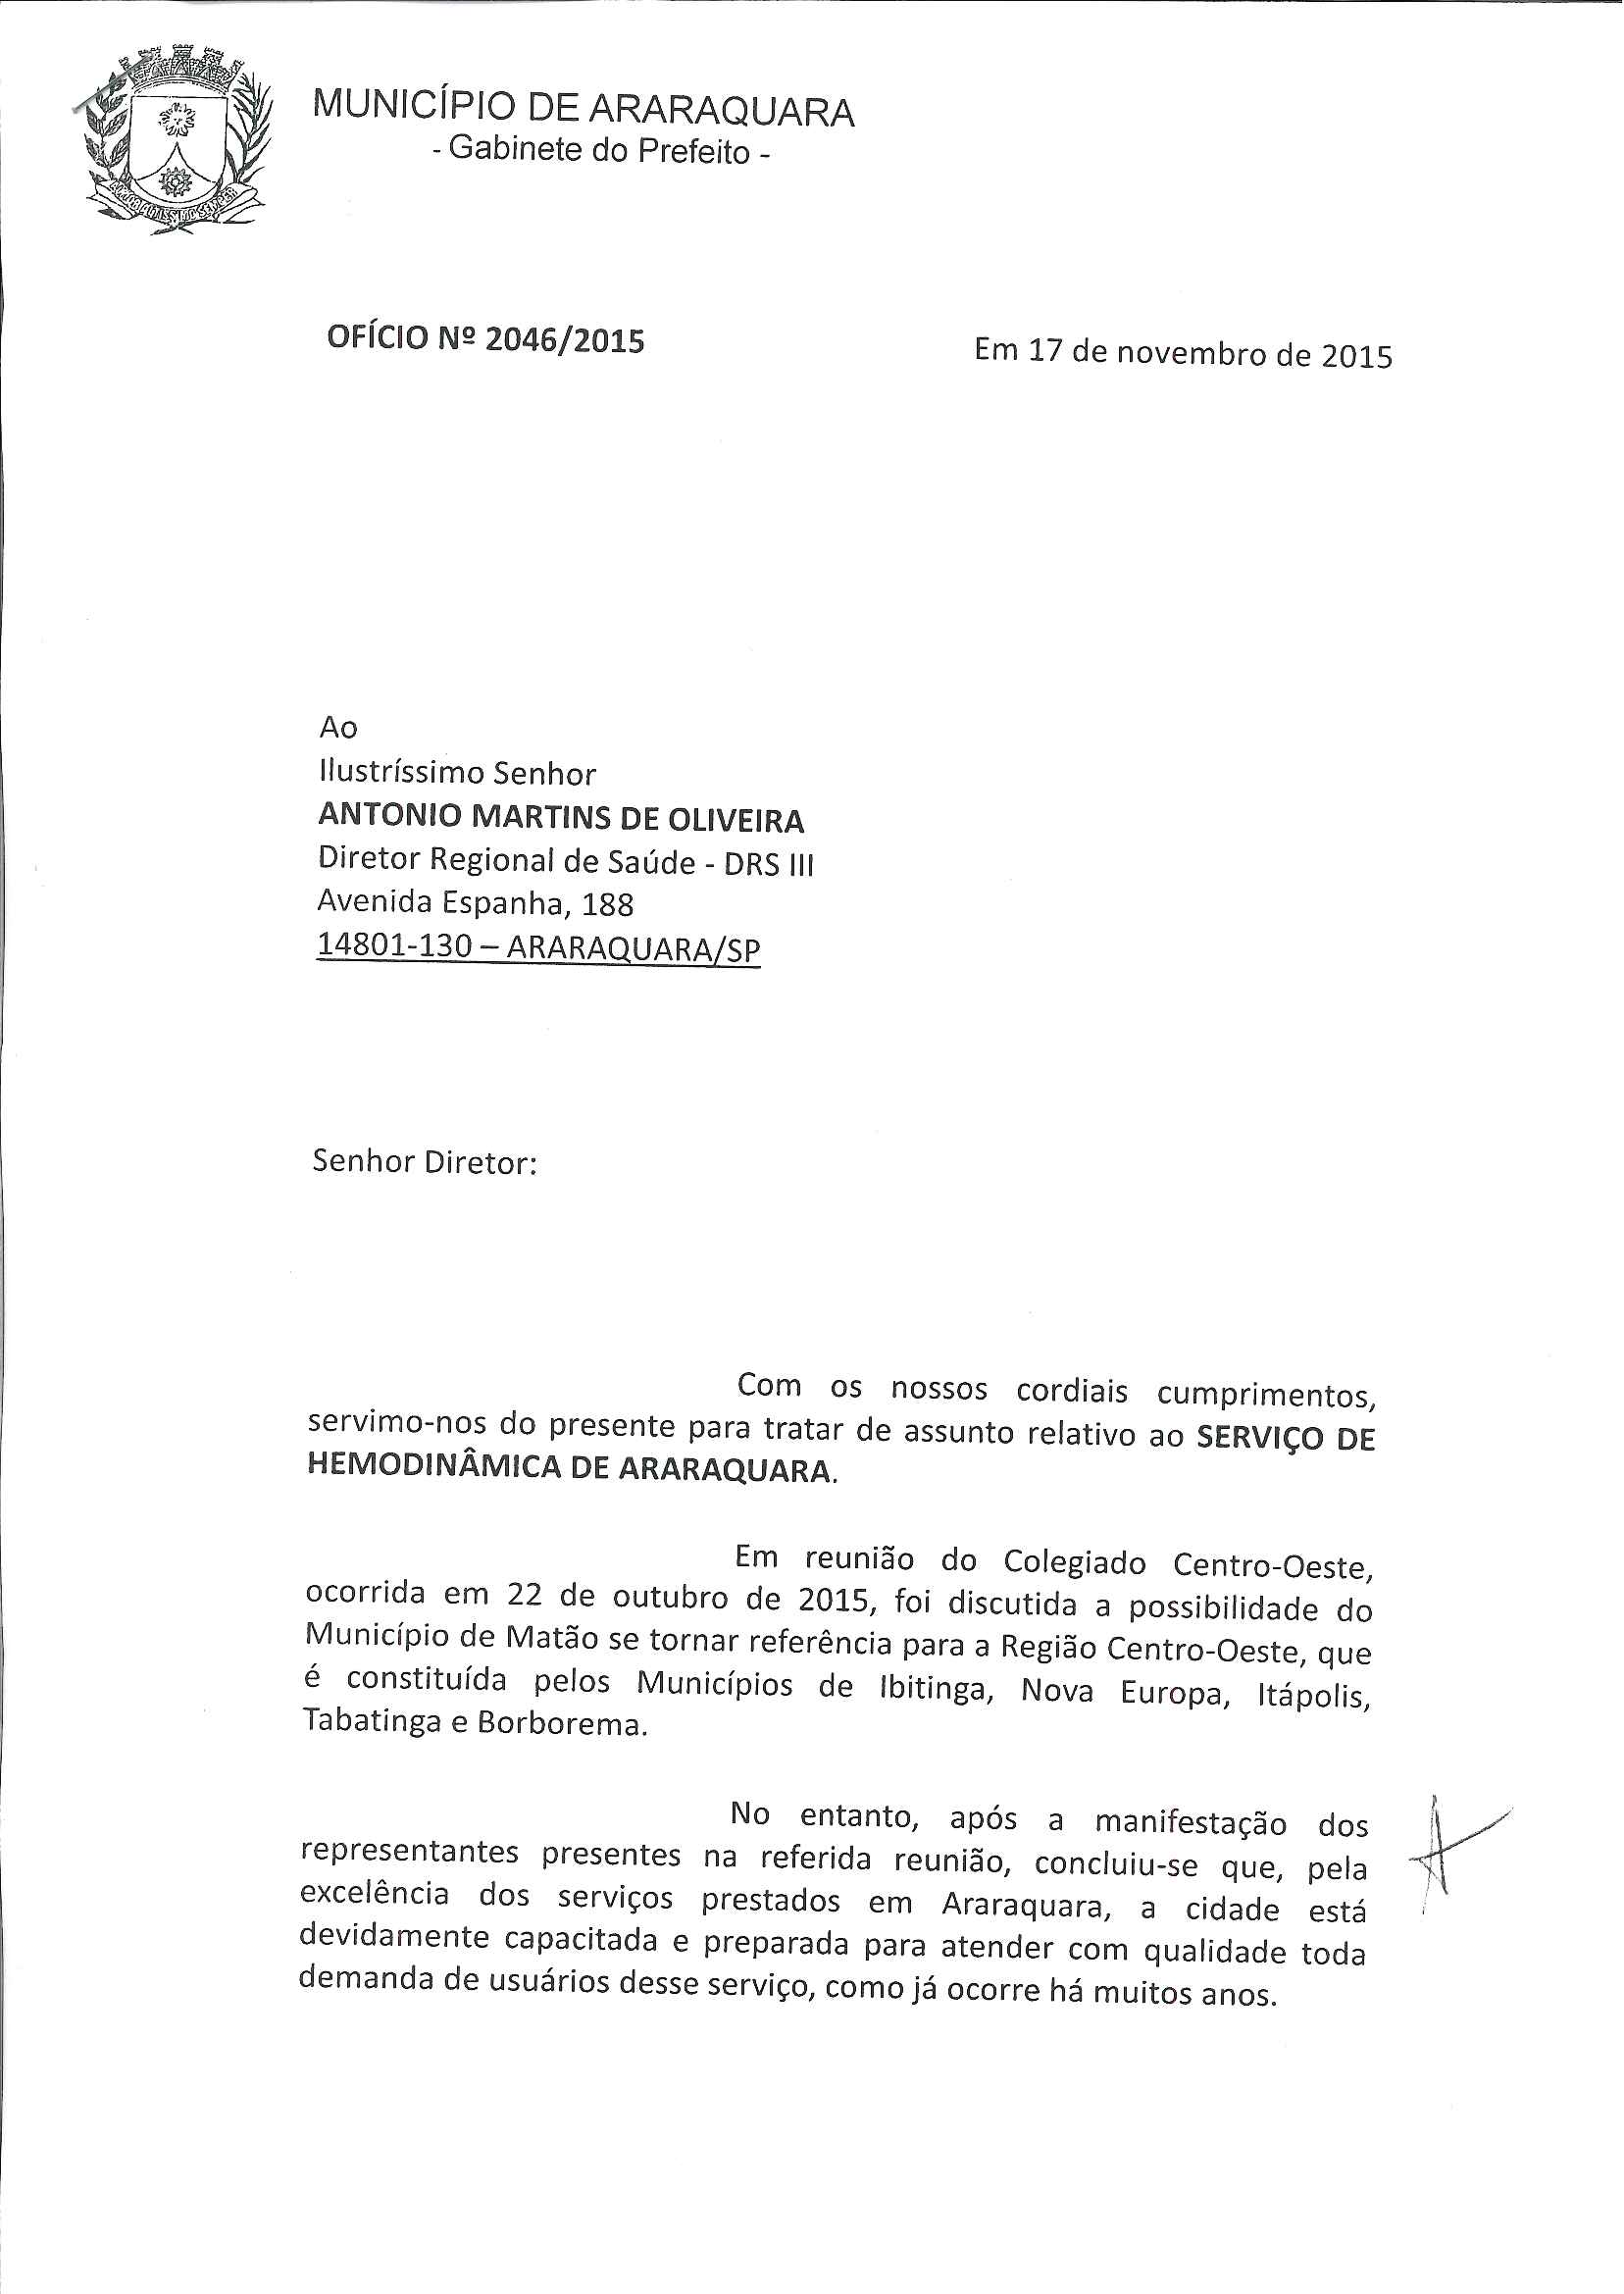 MUNICÍPIO DE ARARAQUARA
- Gabinete do Prefeito -
OFÍCIO Nº 2046/2015
Em 17 de novembro de 2015
Ao
Ilustríssimo Senhor
ANTONIO MARTINS DE OLIVEIRA
Diretor Regional de Saúde - DRS III
Avenida Espanha, 188
14801-130 – ARARAQUARA/SP
Senhor Diretor:
Com os nossos cordiais cumprimentos,
servimo-nos do presente para tratar de assunto relativo ao SERVIÇO DE
HEMODINÂMICA DE ARARAQUARA.
Em reunião do Colegiado Centro-Oeste,
ocorrida em 22 de outubro de 2015, foi discutida a possibilidade do
Município de Matão se tornar referência para a Região Centro-Oeste, que
é constituída pelos Municípios de Ibitinga, Nova Europa, Itápolis,
Tabatinga e Borborema.
No entanto, após a manifestação dos
representantes presentes na referida reunião, concluiu-se que, pela
excelência dos serviços prestados em Araraquara, a cidade está
devidamente capacitada e preparada para atender com qualidade toda
demanda de usuários desse serviço, como já ocorre há muitos anos.